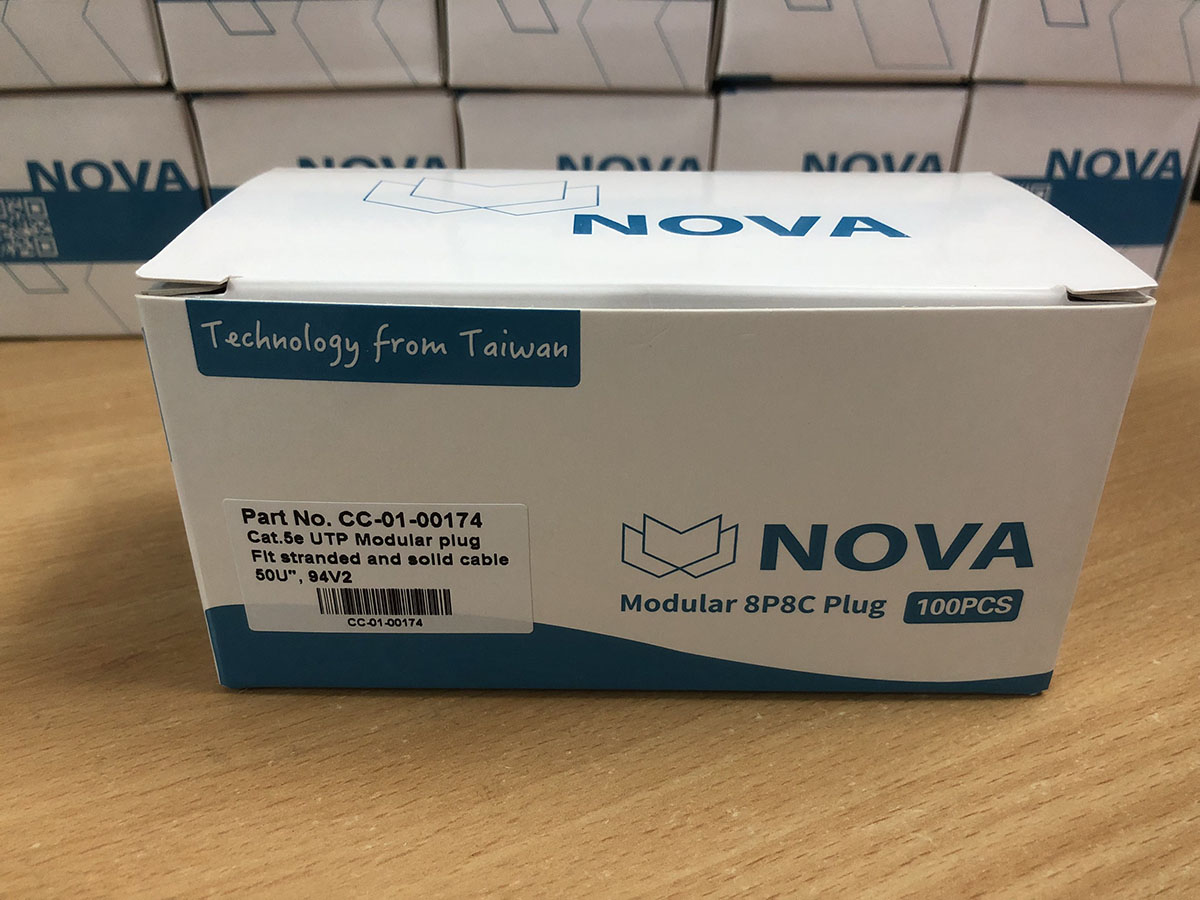 NOVA
NOVA
NOVA
NOVA
NOVA
NOVA
Technology from Taiwan
Part No. CC-01-00174
Cat.5e UTP Modular plug
Fit stranded and solid cable
50U", 94V2
CC-01-00174
NOVA
Modular 8P8C Plug 100PCS